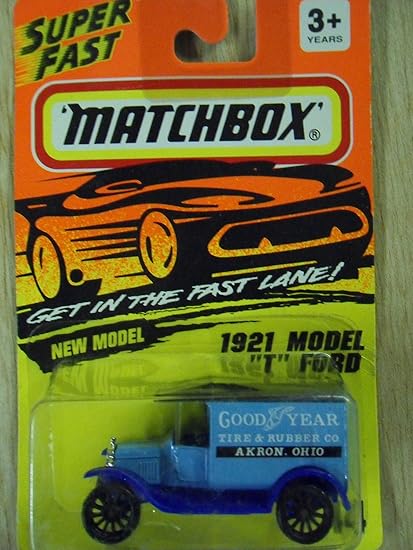 SUPER
FAST
3+
YEARS
'MATCHBOX'®
GET IN THE FAST LANE!
NEW MODEL
1921 MODEL
"T" FORD
GOOD YEAR
TIRE & RUBBER CO
AKRON, OHIO